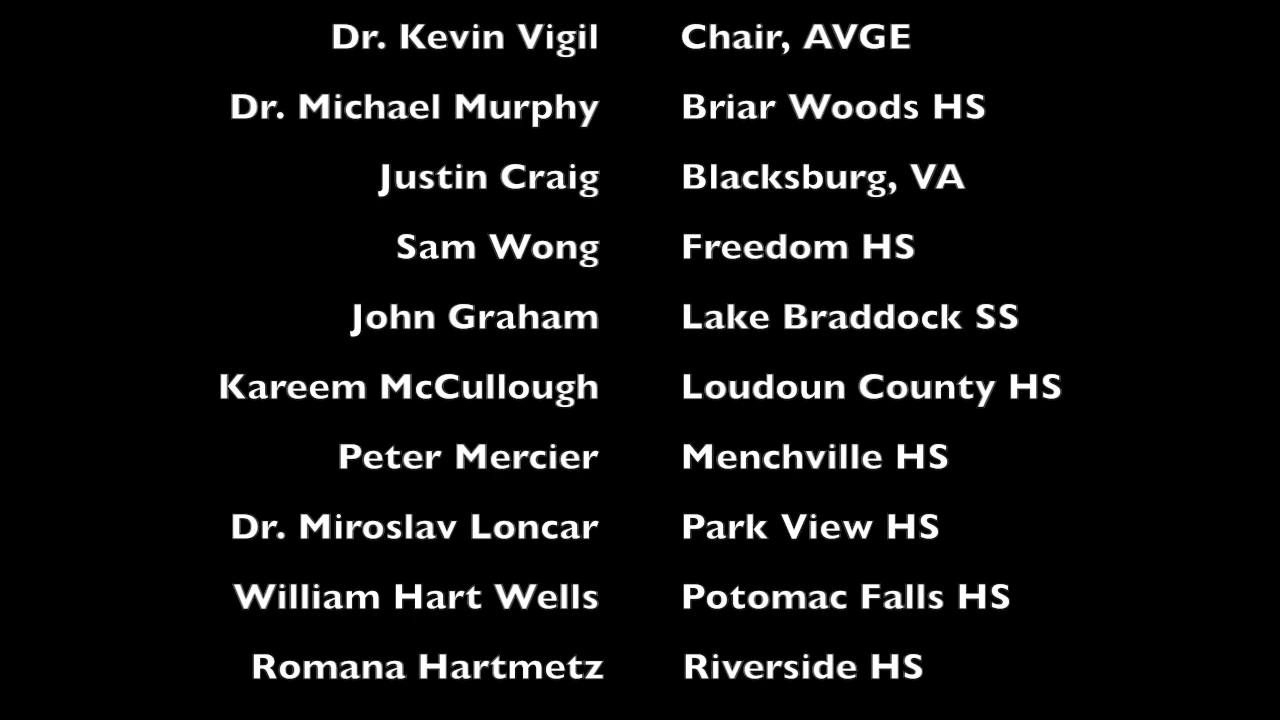 Dr. Kevin Vigil Chair, AVGE
Dr. Michael Murphy Briar Woods HS
Justin Craig Blacksburg, VA
Sam Wong Freedom HS
John Graham Lake Braddock SS
Kareem McCullough Loudoun County HS
Peter Mercier Menchville HS
Dr. Miroslav Loncar Park View HS
William Hart Wells Potomac Falls HS
Romana Hartmetz Riverside HS